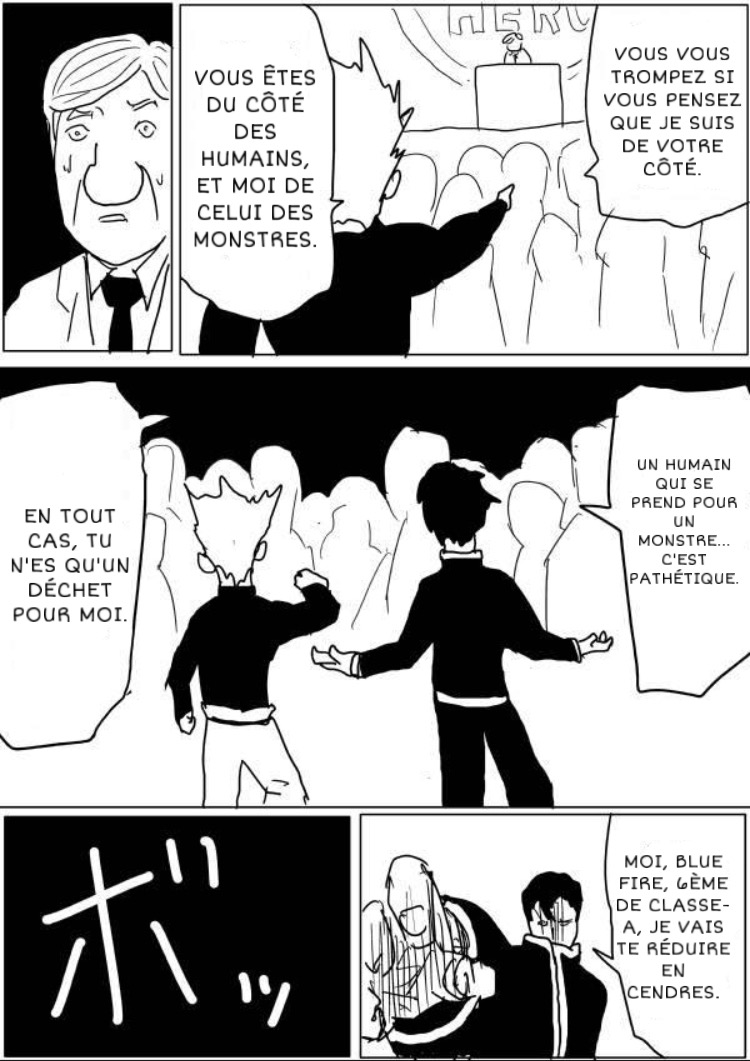 HERO
VOUS VOUS
TROMPEZ SI
VOUS PENSEZ
QUE JE SUIS
DE VOTRE
CÔTÉ.
VOUS ÊTES
DU CÔTÉ
DES
HUMAINS,
ET MOI DE
CELUI DES
MONSTRES.
UN HUMAIN
QUI SE
PREND POUR
UN
MONSTRE...
C'EST
PATHÉTIQUE.
EN TOUT
CAS, TU
N'ES QU'UN
DÉCHET
POUR MOI.
MOI, BLUE
FIRE, 6ÈME
DE CLASSE-
A, JE VAIS
TE RÉDUIRE
EN
CENDRES.
ボッ